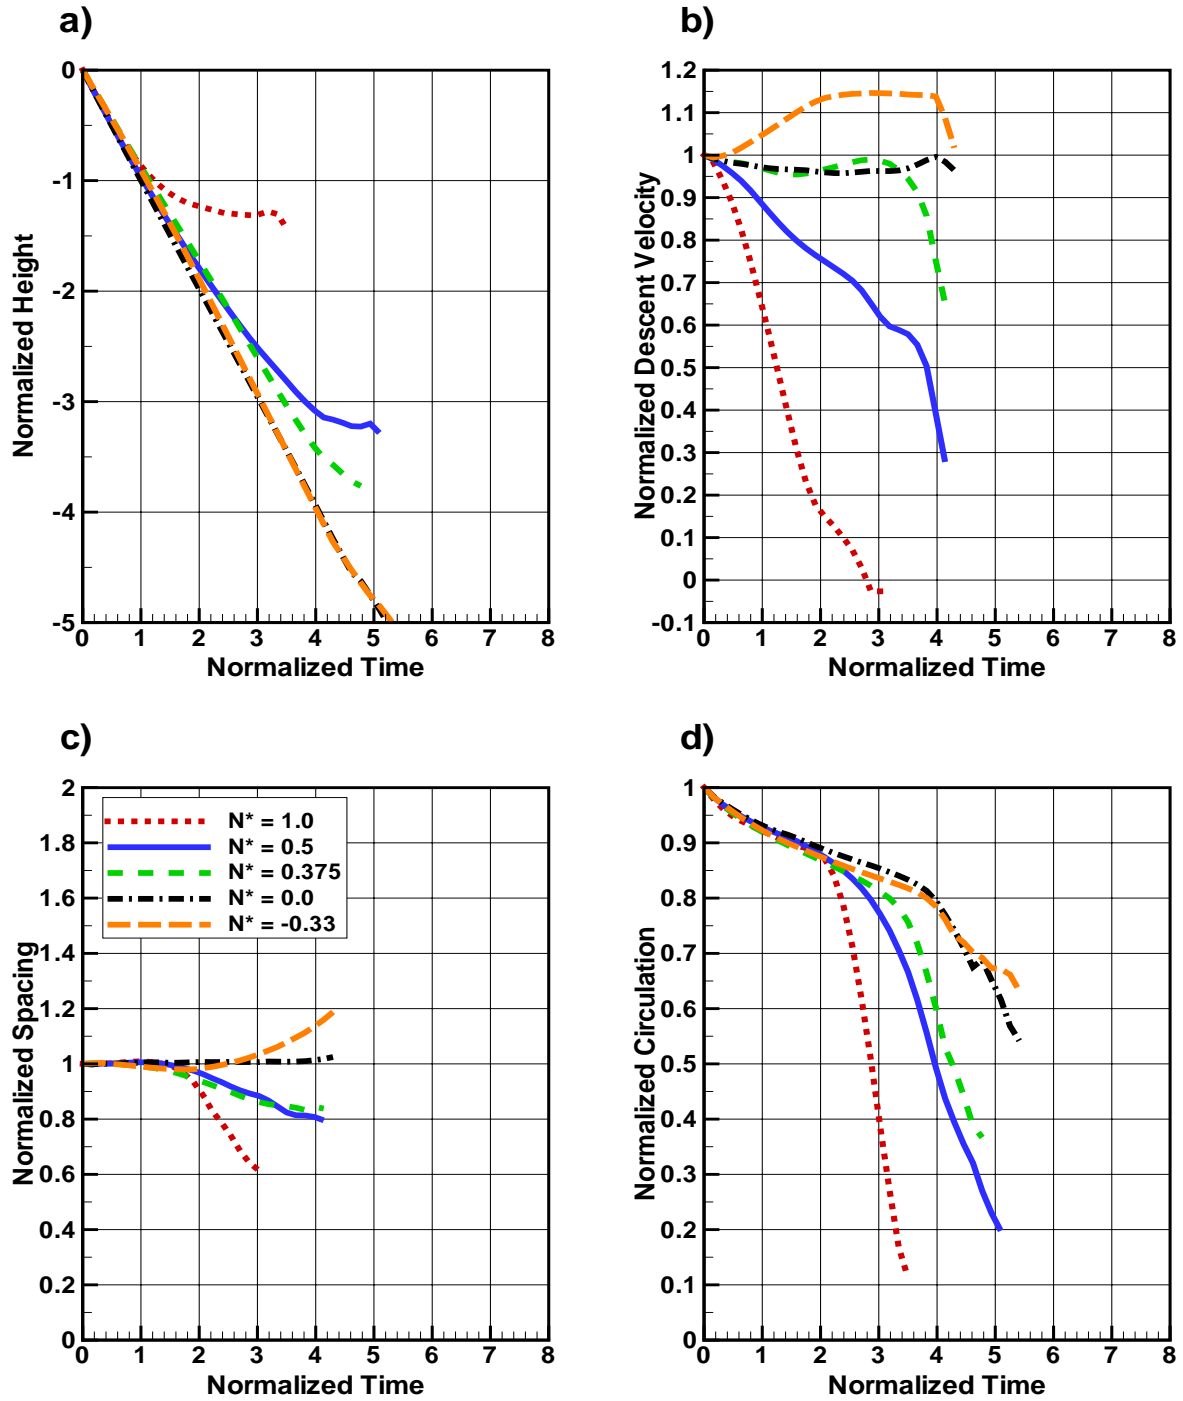 a)
0
-1
-2
-3
-4
-5
Normalized Height
0 1 2 3 4 5 6 7 8
Normalized Time
b)
1.2
1.1
1
0.9
0.8
0.7
0.6
0.5
0.4
0.3
0.2
0.1
0
-0.1
Normalized Descent Velocity
0 1 2 3 4 5 6 7 8
Normalized Time
c)
2
1.8
1.6
1.4
1.2
1
0.8
0.6
0.4
0.2
0
Normalized Spacing
N* = 1.0
N* = 0.5
N* = 0.375
N* = 0.0
N* = -0.33
0 1 2 3 4 5 6 7 8
Normalized Time
d)
1
0.9
0.8
0.7
0.6
0.5
0.4
0.3
0.2
0.1
0
Normalized Circulation
0 1 2 3 4 5 6 7 8
Normalized Time